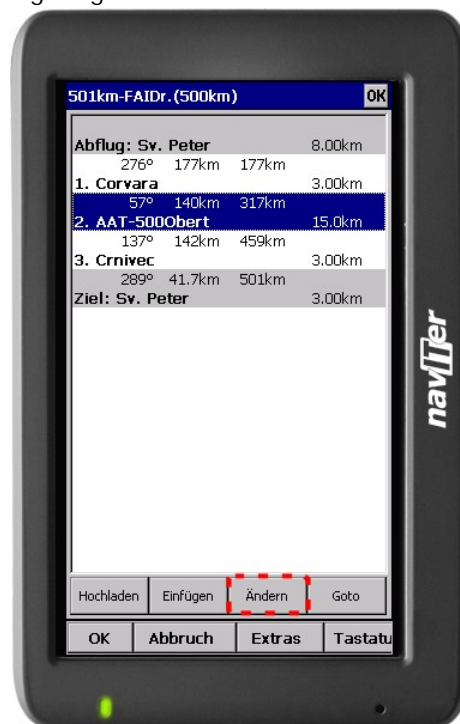 501km-FAIDr.(500km) OK
Abflug: Sv. Peter 8.00km
276° 177km 177km
1. Corvara 3.00km
57° 140km 317km
2. AAT-500Obert 15.0km
137° 142km 459km
3. Crnivec 3.00km
289° 41.7km 501km
Ziel: Sv. Peter 3.00km
Hochladen Einfügen Ändern Goto
OK Abbruch Extras Tastatu
naviter